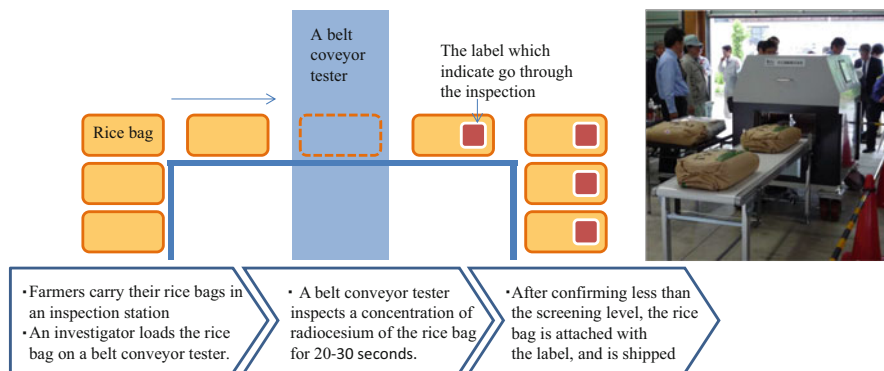 A belt
coveyor
tester
The label which
indicate go through
the inspection
Rice bag
・Farmers carry their rice bags in
an inspection station
・An investigator loads the rice
bag on a belt conveyor tester.
・ A belt conveyor tester
inspects a concentration of
radiocesium of the rice bag
for 20-30 seconds.
・After confirming less than
the screening level, the rice
bag is attached with
the label, and is shipped